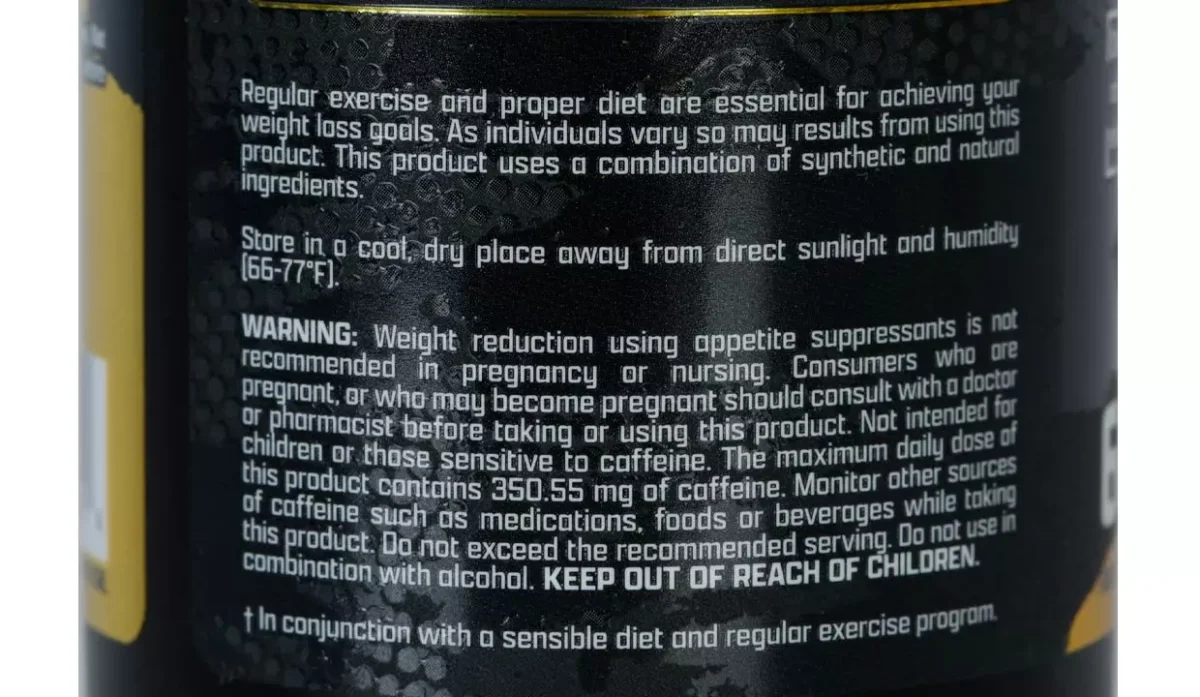 Regular exercise and proper diet are essential for achieving your
weight loss goals. As individuals vary so may results from using this
product. This product uses a combination of synthetic and natural
ingredients.
Store in a cool, dry place away from direct sunlight and humidity
(66-77°F).
WARNING: Weight reduction using appetite suppressants is not
recommended in pregnancy or nursing. Consumers who are
pregnant, or who may become pregnant should consult with a doctor
or pharmacist before taking or using this product. Not intended for
children or those sensitive to caffeine. The maximum daily dose of
this product contains 350.55 mg of caffeine. Monitor other sources
of caffeine such as medications, foods or beverages while taking
this product. Do not exceed the recommended serving. Do not use in
combination with alcohol. KEEP OUT OF REACH OF CHILDREN.
† In conjunction with a sensible diet and regular exercise program.